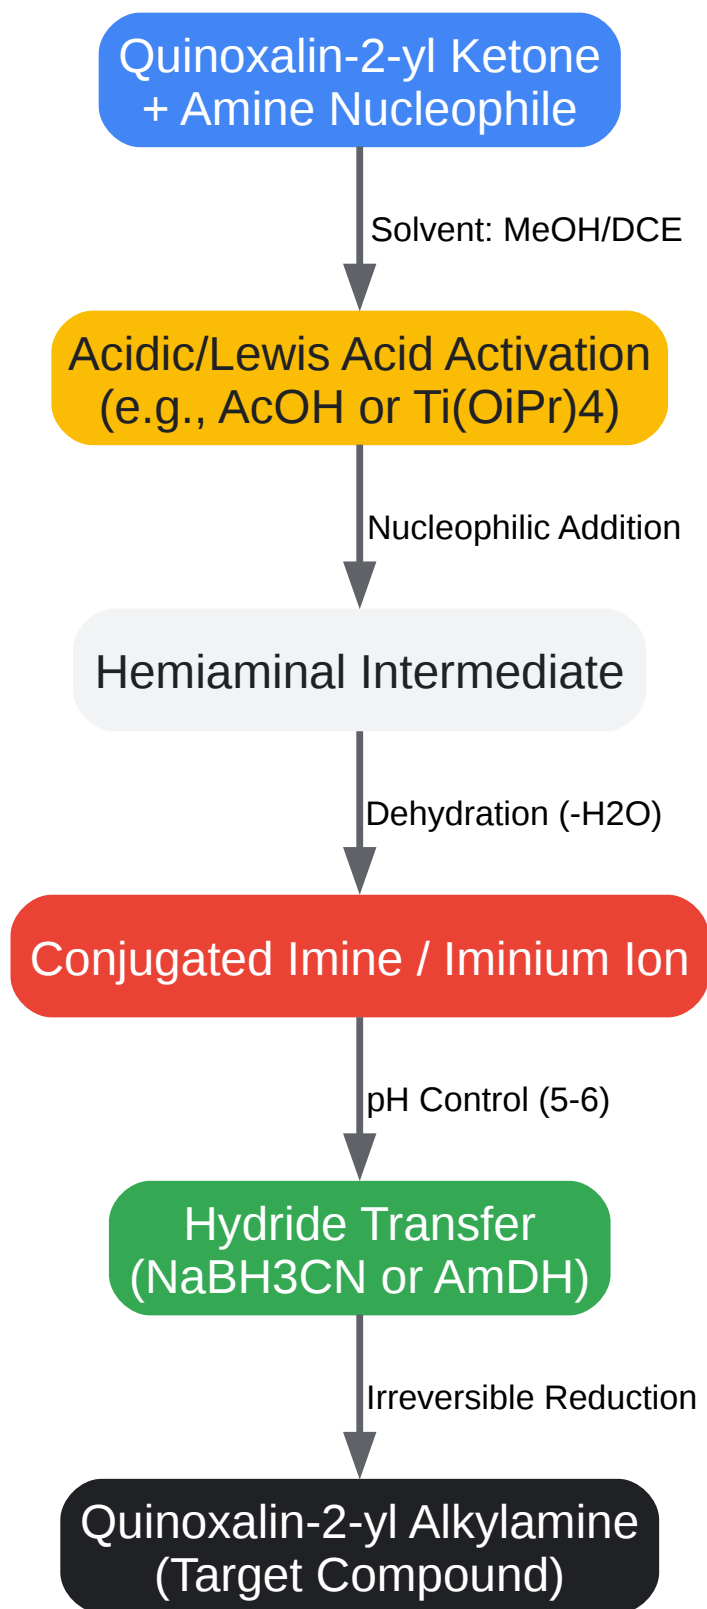 Quinoxalin-2-yl Ketone
+ Amine Nucleophile
Solvent: MeOH/DCE
Acidic/Lewis Acid Activation
(e.g., AcOH or Ti(OiPr)4)
Nucleophilic Addition
Hemiaminal Intermediate
Dehydration (-H2O)
Conjugated Imine / Iminium Ion
pH Control (5-6)
Hydride Transfer
(NaBH3CN or AmDH)
Irreversible Reduction
Quinoxalin-2-yl Alkylamine
(Target Compound)